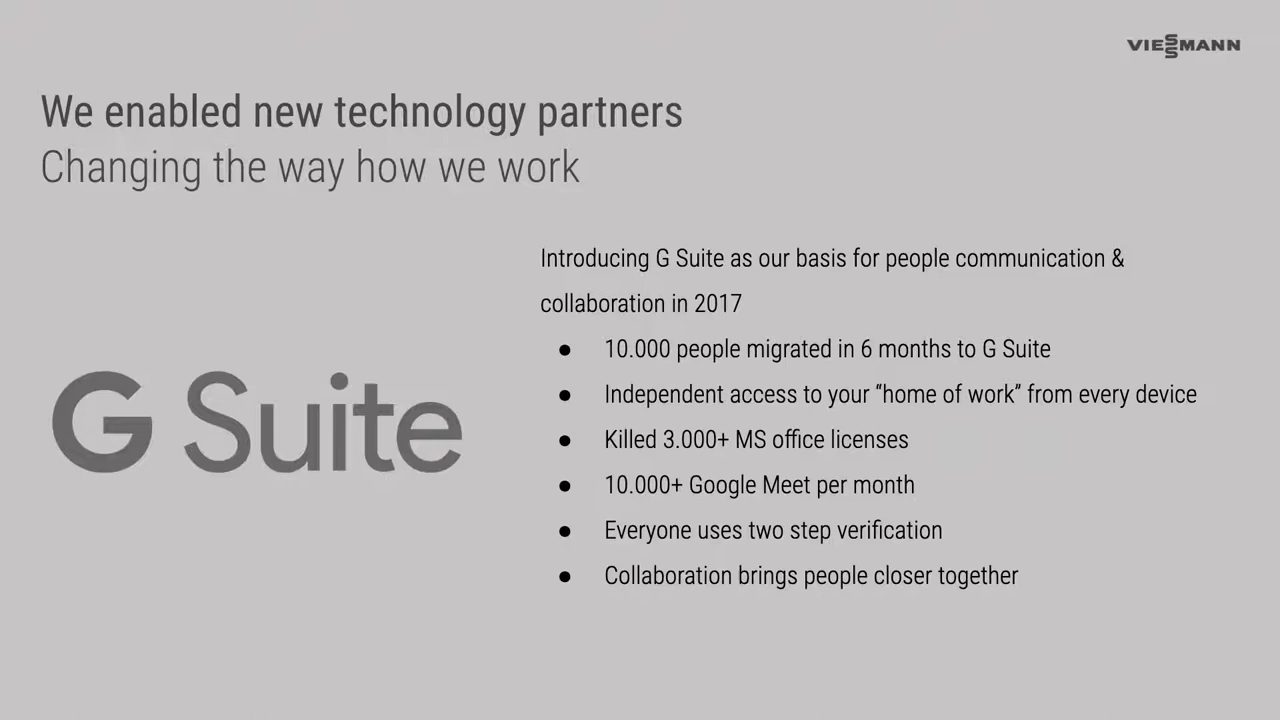 VIESSMANN
We enabled new technology partners
Changing the way how we work
Introducing G Suite as our basis for people communication &
collaboration in 2017
● 10.000 people migrated in 6 months to G Suite
● Independent access to your “home of work” from every device
● Killed 3.000+ MS office licenses
● 10.000+ Google Meet per month
● Everyone uses two step verification
● Collaboration brings people closer together
G Suite